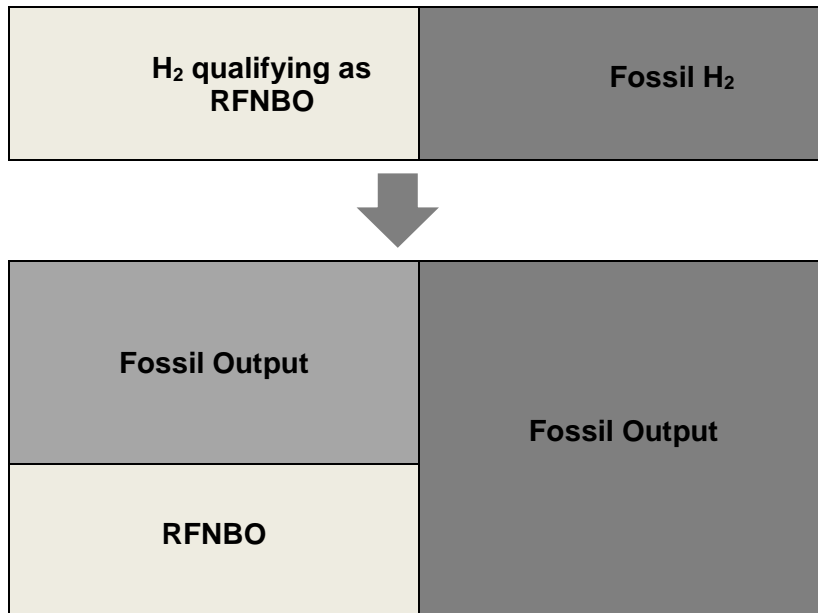 H₂ qualifying as
RFNBO
Fossil H₂
Fossil Output
Fossil Output
RFNBO